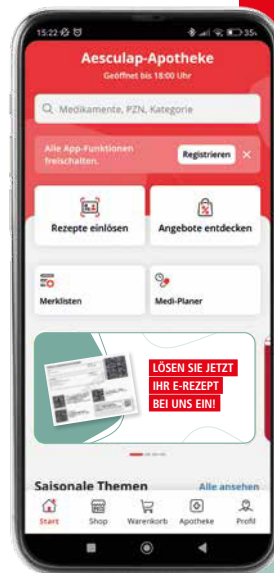 15:22
35%
Aesculap-Apotheke
Geöffnet bis 18:00 Uhr
Medikamente, PZN, Kategorie
Alle App-Funktionen
freischalten.
Registrieren
Rezepte einlösen
Angebote entdecken
Merklisten
Medi-Planer
LÖSEN SIE JETZT
IHR E-REZEPT
BEI UNS EIN!
Saisonale Themen
Alle ansehen
Start
Shop
Warenkorb
Apotheke
Profil